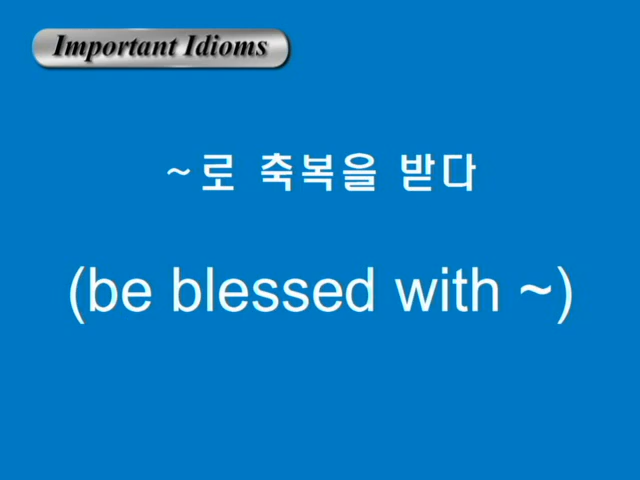 Important Idioms
~로 축복을 받다
(be blessed with ~)